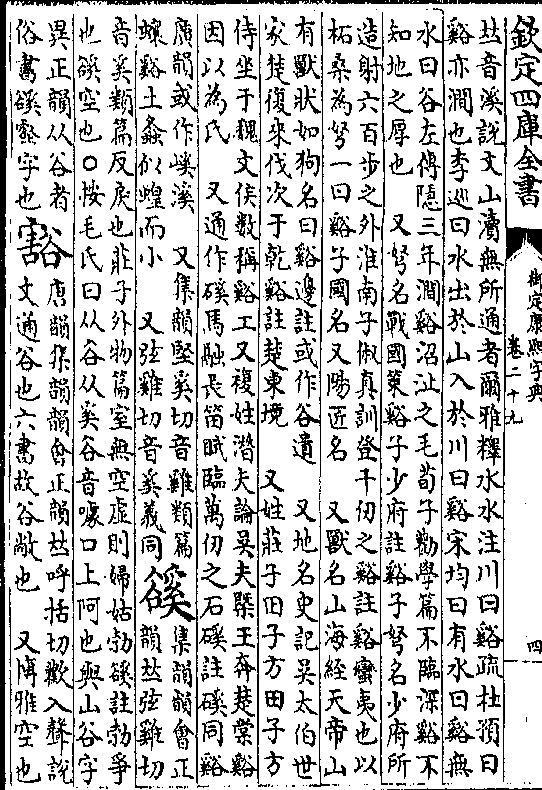 欽定四庫全書
御定康熙字典
卷二十九
四
𠀤音溪說文山瀆無所通者爾雅釋水水注川曰谿疏杜預曰
谿亦澗也李廵曰水出於山入於川曰谿宋均曰有水曰谿無
水曰谷左傳隱三年澗谿沼沚之毛荀子勸學篇不臨深谿不
知地之厚也　又弩名戰國策谿子少府註谿子弩名少府所
造射六百步之外淮南子俶真訓登千仞之谿註谿蠻夷也以
柘桑為弩一曰谿子國名又陽匠名　又獸名山海經天帝山
有獸狀如狗名曰谿邊註或作谷遺　又地名史記吳太伯世
家楚復來伐次于乾谿註楚東境　又姓莊子田子方田子方
侍坐于魏文侯数稱谿工又複姓潛夫論吳夫槩王奔楚棠谿
因以為氏　又通作磎馬融長笛賦臨萬仞之石磎註磎同谿
廣韻或作嵠溪　又集韻堅奚切音雞類篇
蠰谿土螽似蝗而小　又弦雞切音奚義同
豀
集韻韻會正
韻𠀤弦雞切
音奚類篇反戾也莊子外物篇室無空虛則婦姑勃豀註勃爭
也豀空也○按毛氏曰从谷从奚谷音噱口上阿也與山谷字
異正韻从谷者
俗書豀壑字也
豁
唐韻集韻韻會正韻𠀤呼括切歡入聲說
文通谷也六書故谷敞也　又博雅空也